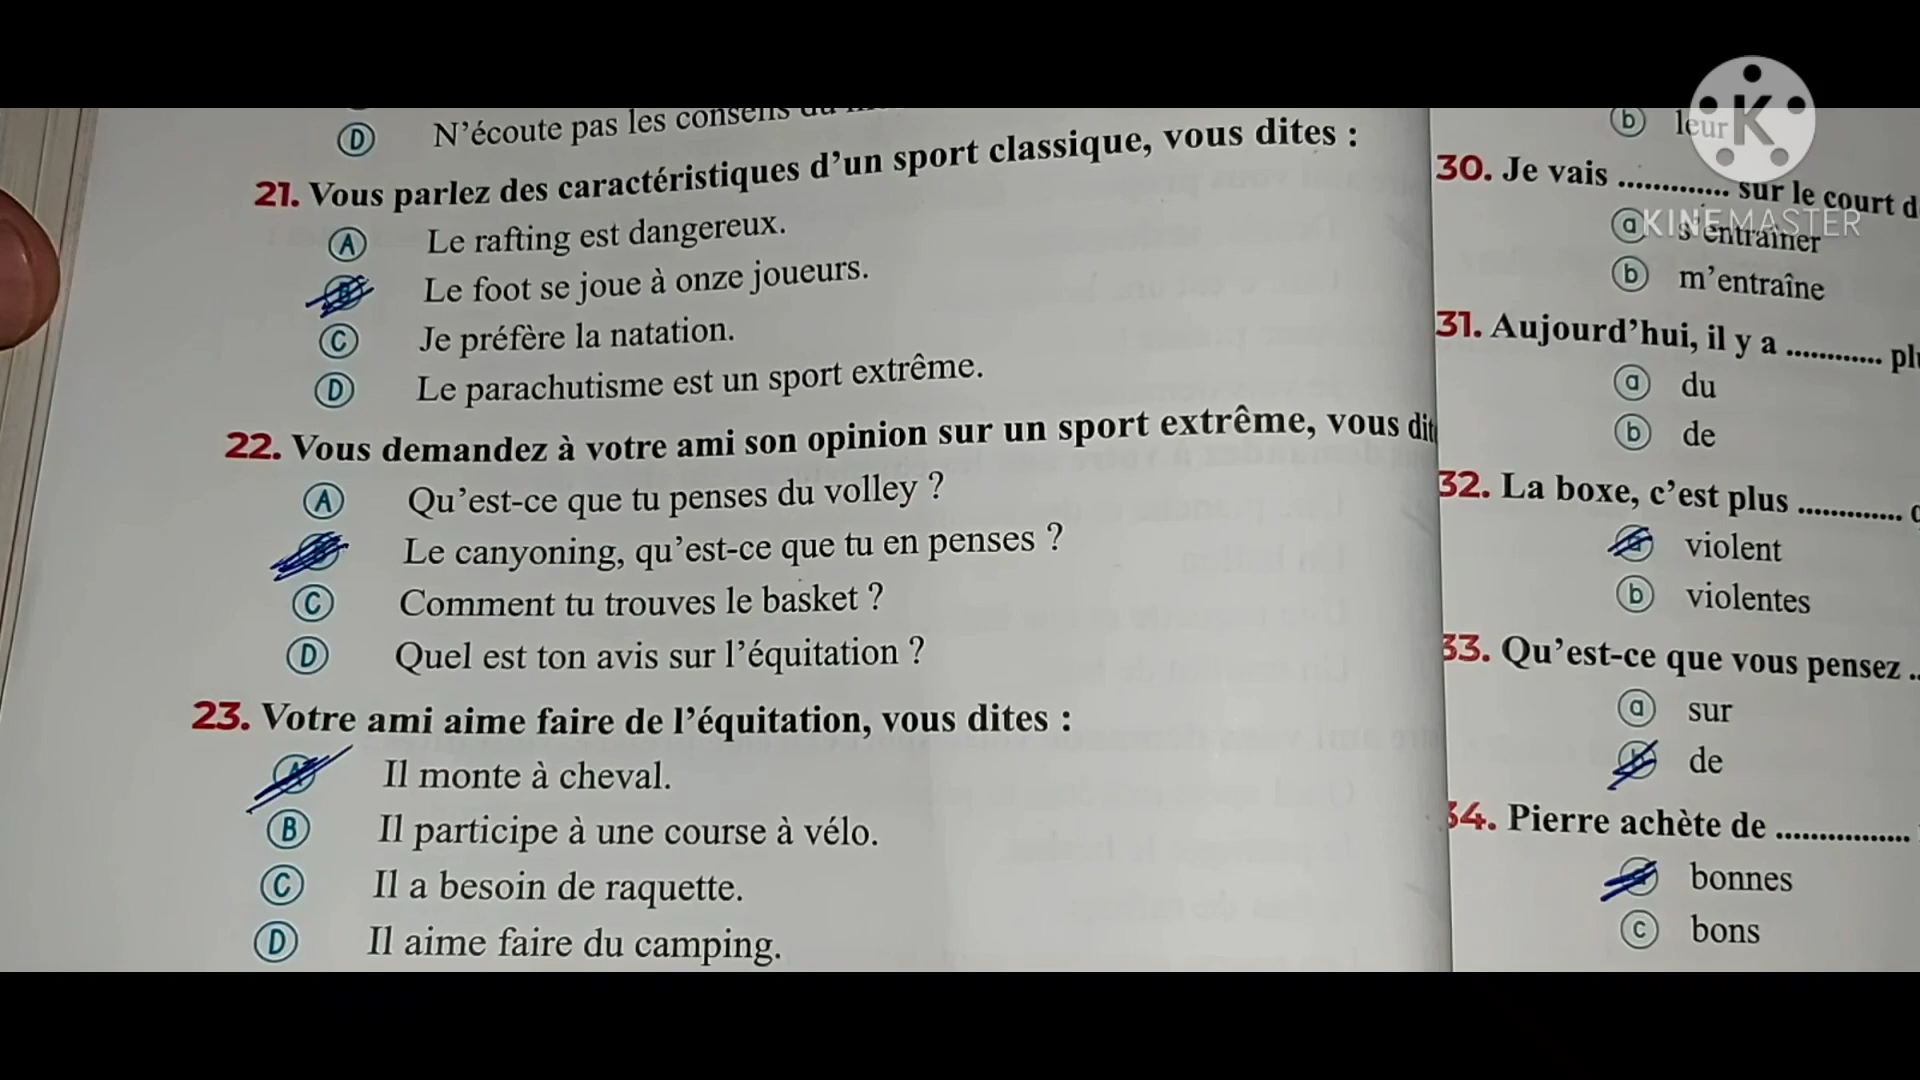 D N'écoute pas les conseils du
21. Vous parlez des caractéristiques d'un sport classique, vous dites :
A Le rafting est dangereux.
B Le foot se joue à onze joueurs.
C Je préfère la natation.
D Le parachutisme est un sport extrême.
22. Vous demandez à votre ami son opinion sur un sport extrême, vous dit
A Qu'est-ce que tu penses du volley ?
Le canyoning, qu'est-ce que tu en penses ?
C Comment tu trouves le basket ?
D Quel est ton avis sur l'équitation ?
23. Votre ami aime faire de l'équitation, vous dites :
A Il monte à cheval.
B Il participe à une course à vélo.
C Il a besoin de raquette.
D Il aime faire du camping.
b leur
30. Je vais ............. sur le court d
a s'entraîner
b m'entraîne
31. Aujourd'hui, il y a ............ pl
a du
b de
32. La boxe, c'est plus .............
a violent
b violentes
33. Qu'est-ce que vous pensez ..
a sur
b de
34. Pierre achète de ................
bonnes
c bons
K
KINEMASTER